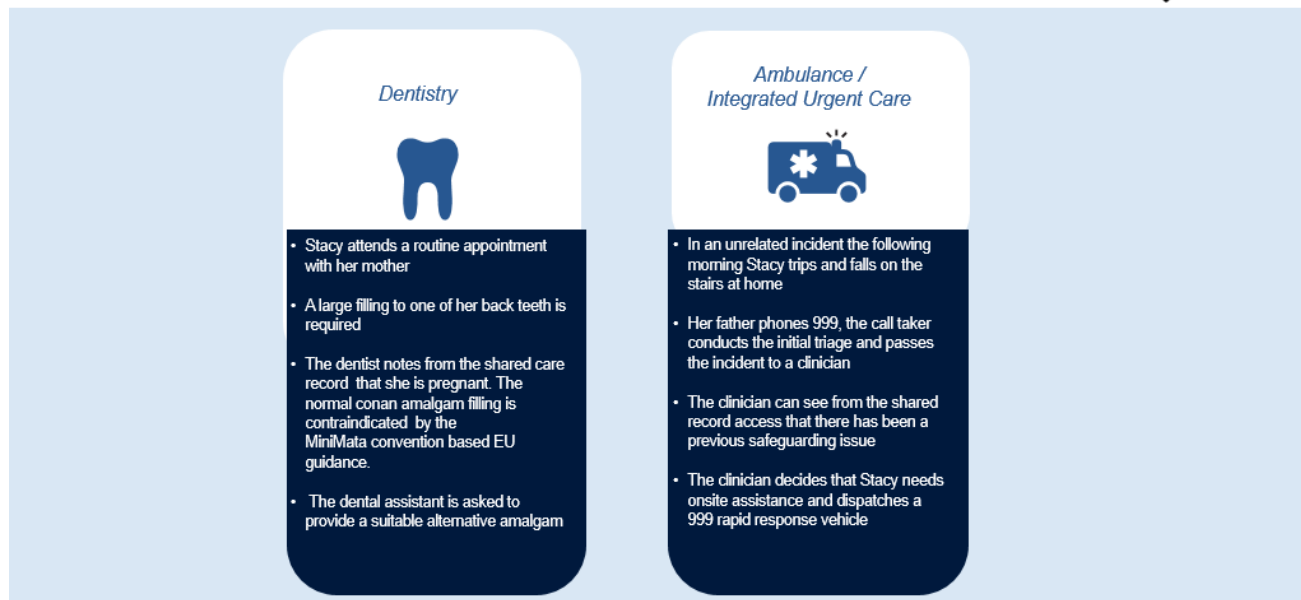 Dentistry
• Stacy attends a routine appointment
with her mother
• A large filling to one of her back teeth is
required
• The dentist notes from the shared care
record that she is pregnant. The
normal conan amalgam filling is
contraindicated by the
MiniMata convention based EU
guidance.
• The dental assistant is asked to
provide a suitable alternative amalgam
Ambulance /
Integrated Urgent Care
• In an unrelated incident the following
morning Stacy trips and falls on the
stairs at home
• Her father phones 999, the call taker
conducts the initial triage and passes
the incident to a clinician
• The clinician can see from the shared
record access that there has been a
previous safeguarding issue
• The clinician decides that Stacy needs
onsite assistance and dispatches a
999 rapid response vehicle